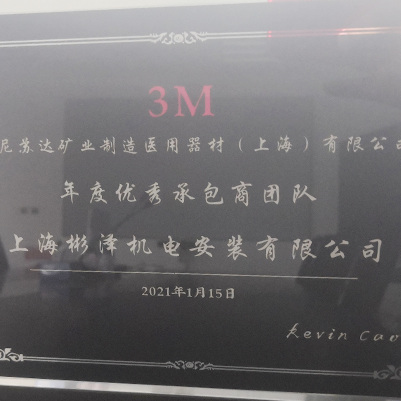 3M
尼苏达矿业制造医用器材（上海）有限公
年度优秀承包商团队
上海彬泽机电安装有限公司
2021年1月15日
Kevin Cao